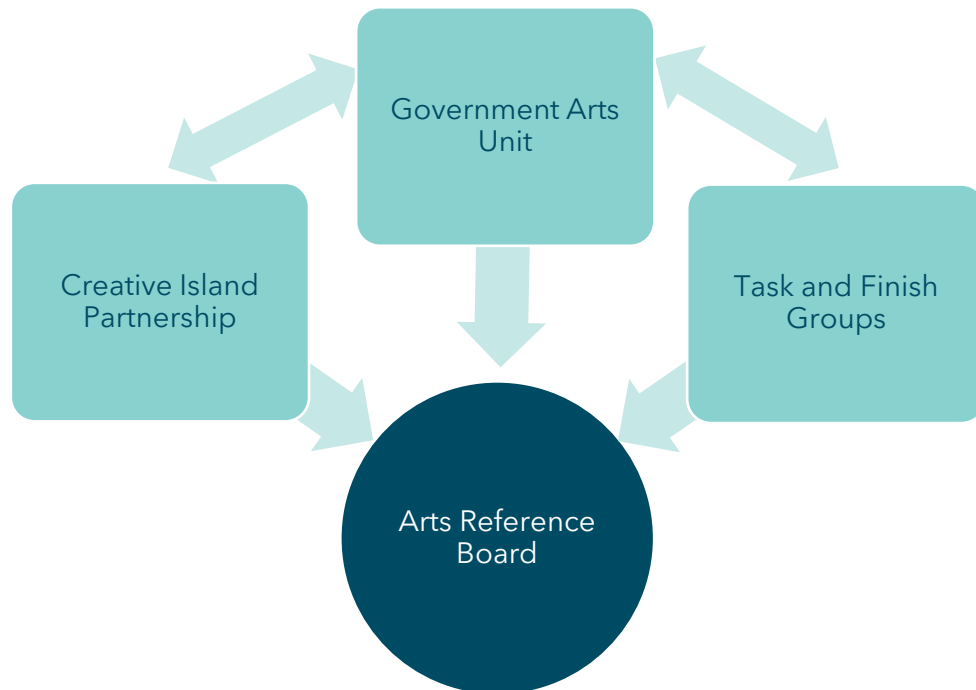 Government Arts
Unit
Creative Island
Partnership
Task and Finish
Groups
Arts Reference
Board